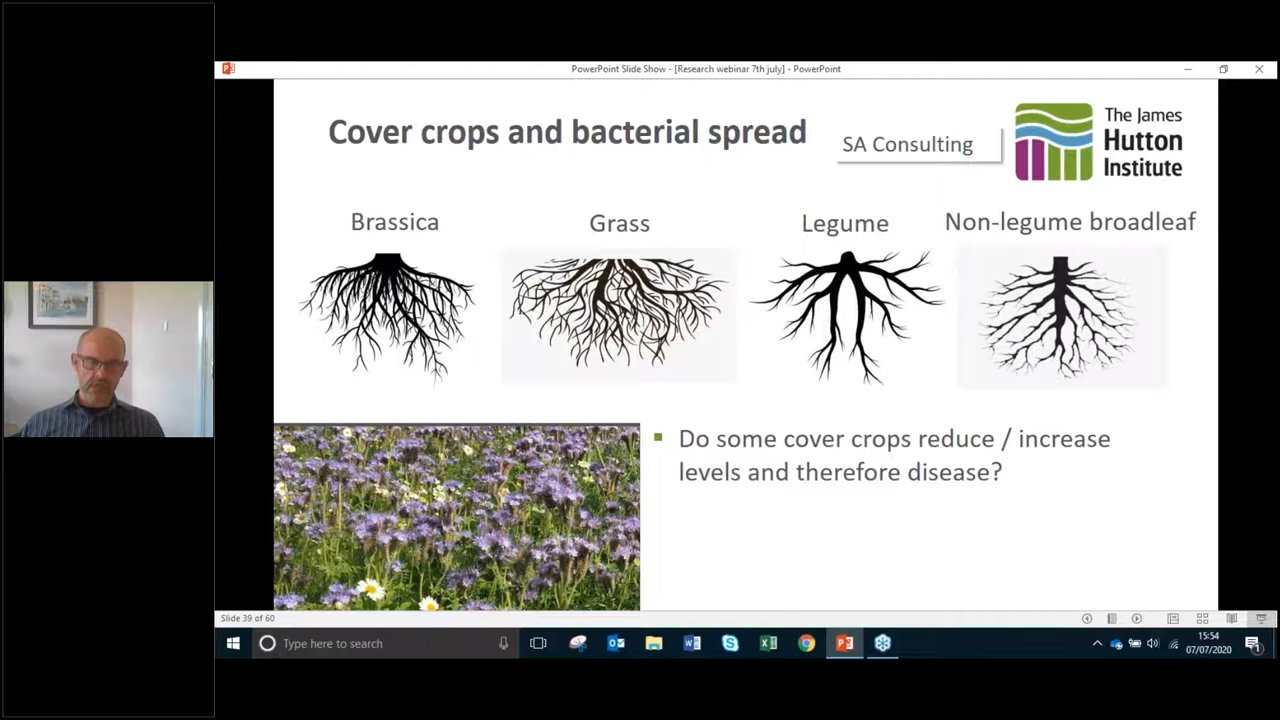 PowerPoint Slide Show - [Research webinar 7th july] - PowerPoint
Cover crops and bacterial spread
SA Consulting
The James
Hutton
Institute
Brassica
Grass
Legume
Non-legume broadleaf
Do some cover crops reduce / increase
levels and therefore disease?
Slide 39 of 60
Type here to search
15:54
07/07/2020